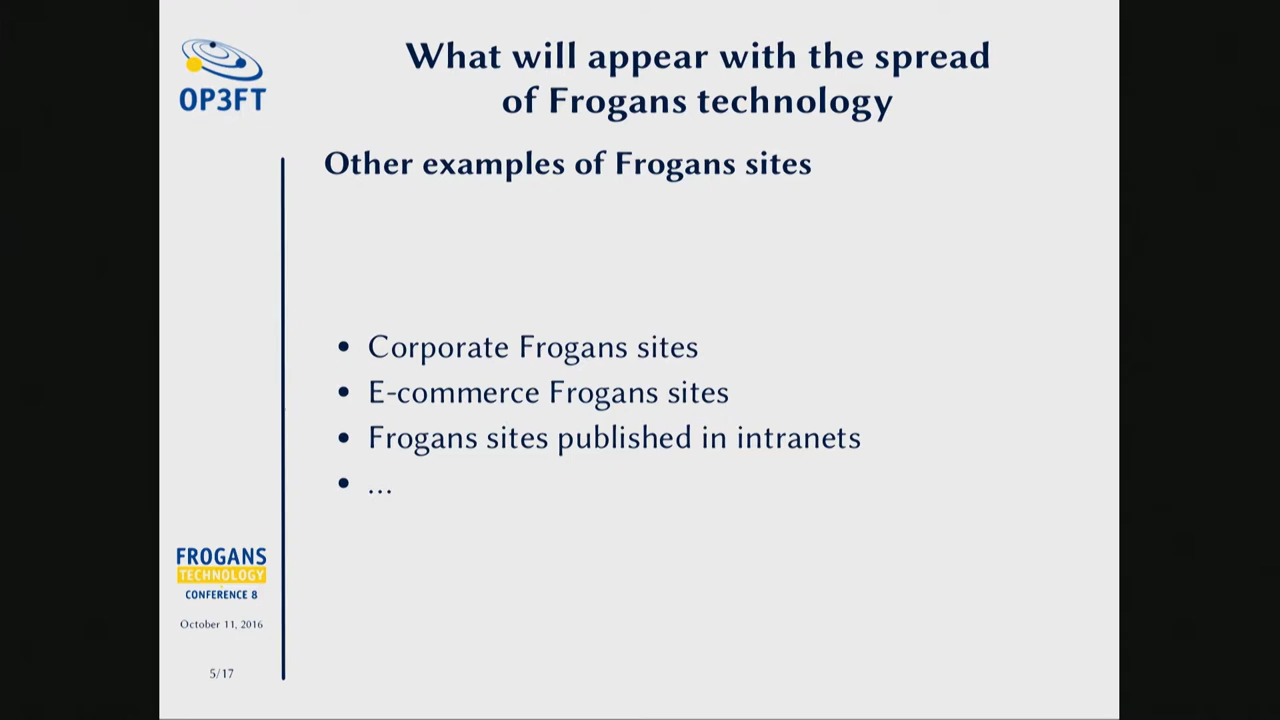 OP3FT
What will appear with the spread
of Frogans technology
Other examples of Frogans sites
• Corporate Frogans sites
• E-commerce Frogans sites
• Frogans sites published in intranets
• ...
FROGANS
TECHNOLOGY
CONFERENCE 8
October 11, 2016
5/17